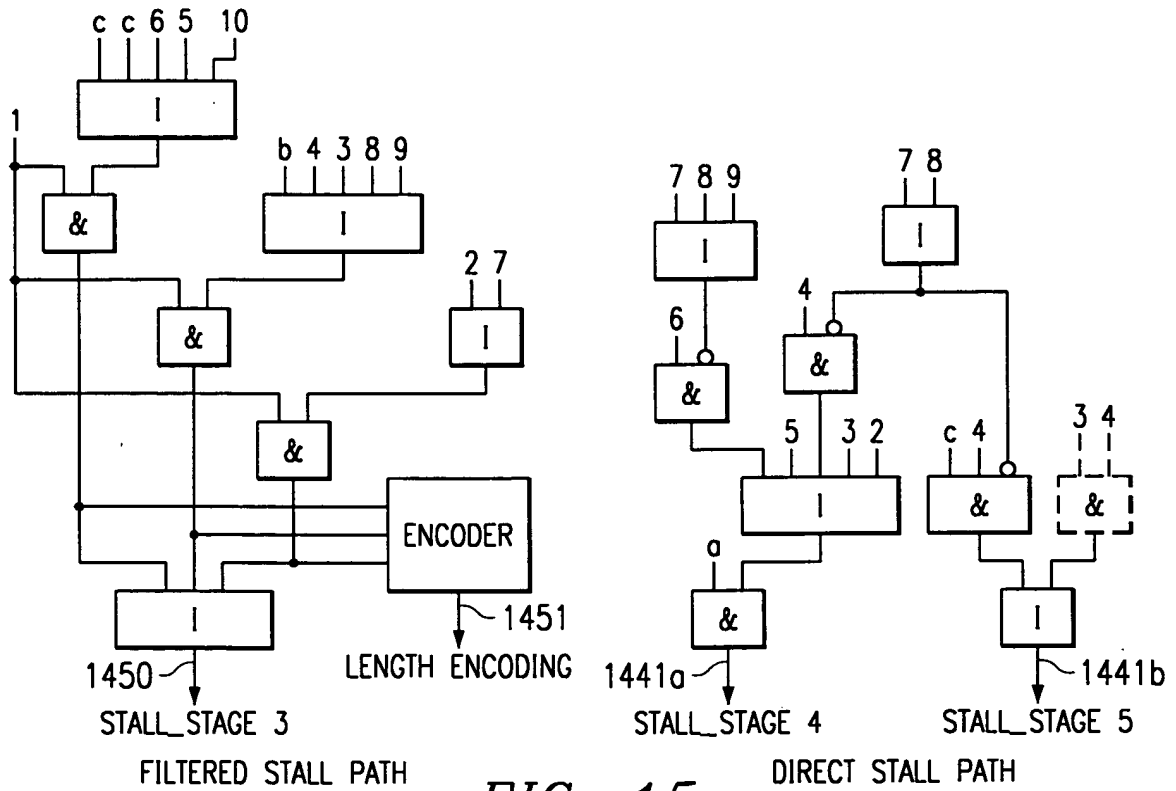 c c 6 5 10
1
I
b 4 3 8 9
&
I
7 8 9
7 8
I
I
2 7
&
I
4
6
&
&
&
5 3 2
c 4
3 4
I
&
&
ENCODER
a
I
&
I
1451
1450
LENGTH ENCODING
1441a
1441b
STALL_STAGE 3
STALL_STAGE 4
STALL_STAGE 5
FILTERED STALL PATH
DIRECT STALL PATH